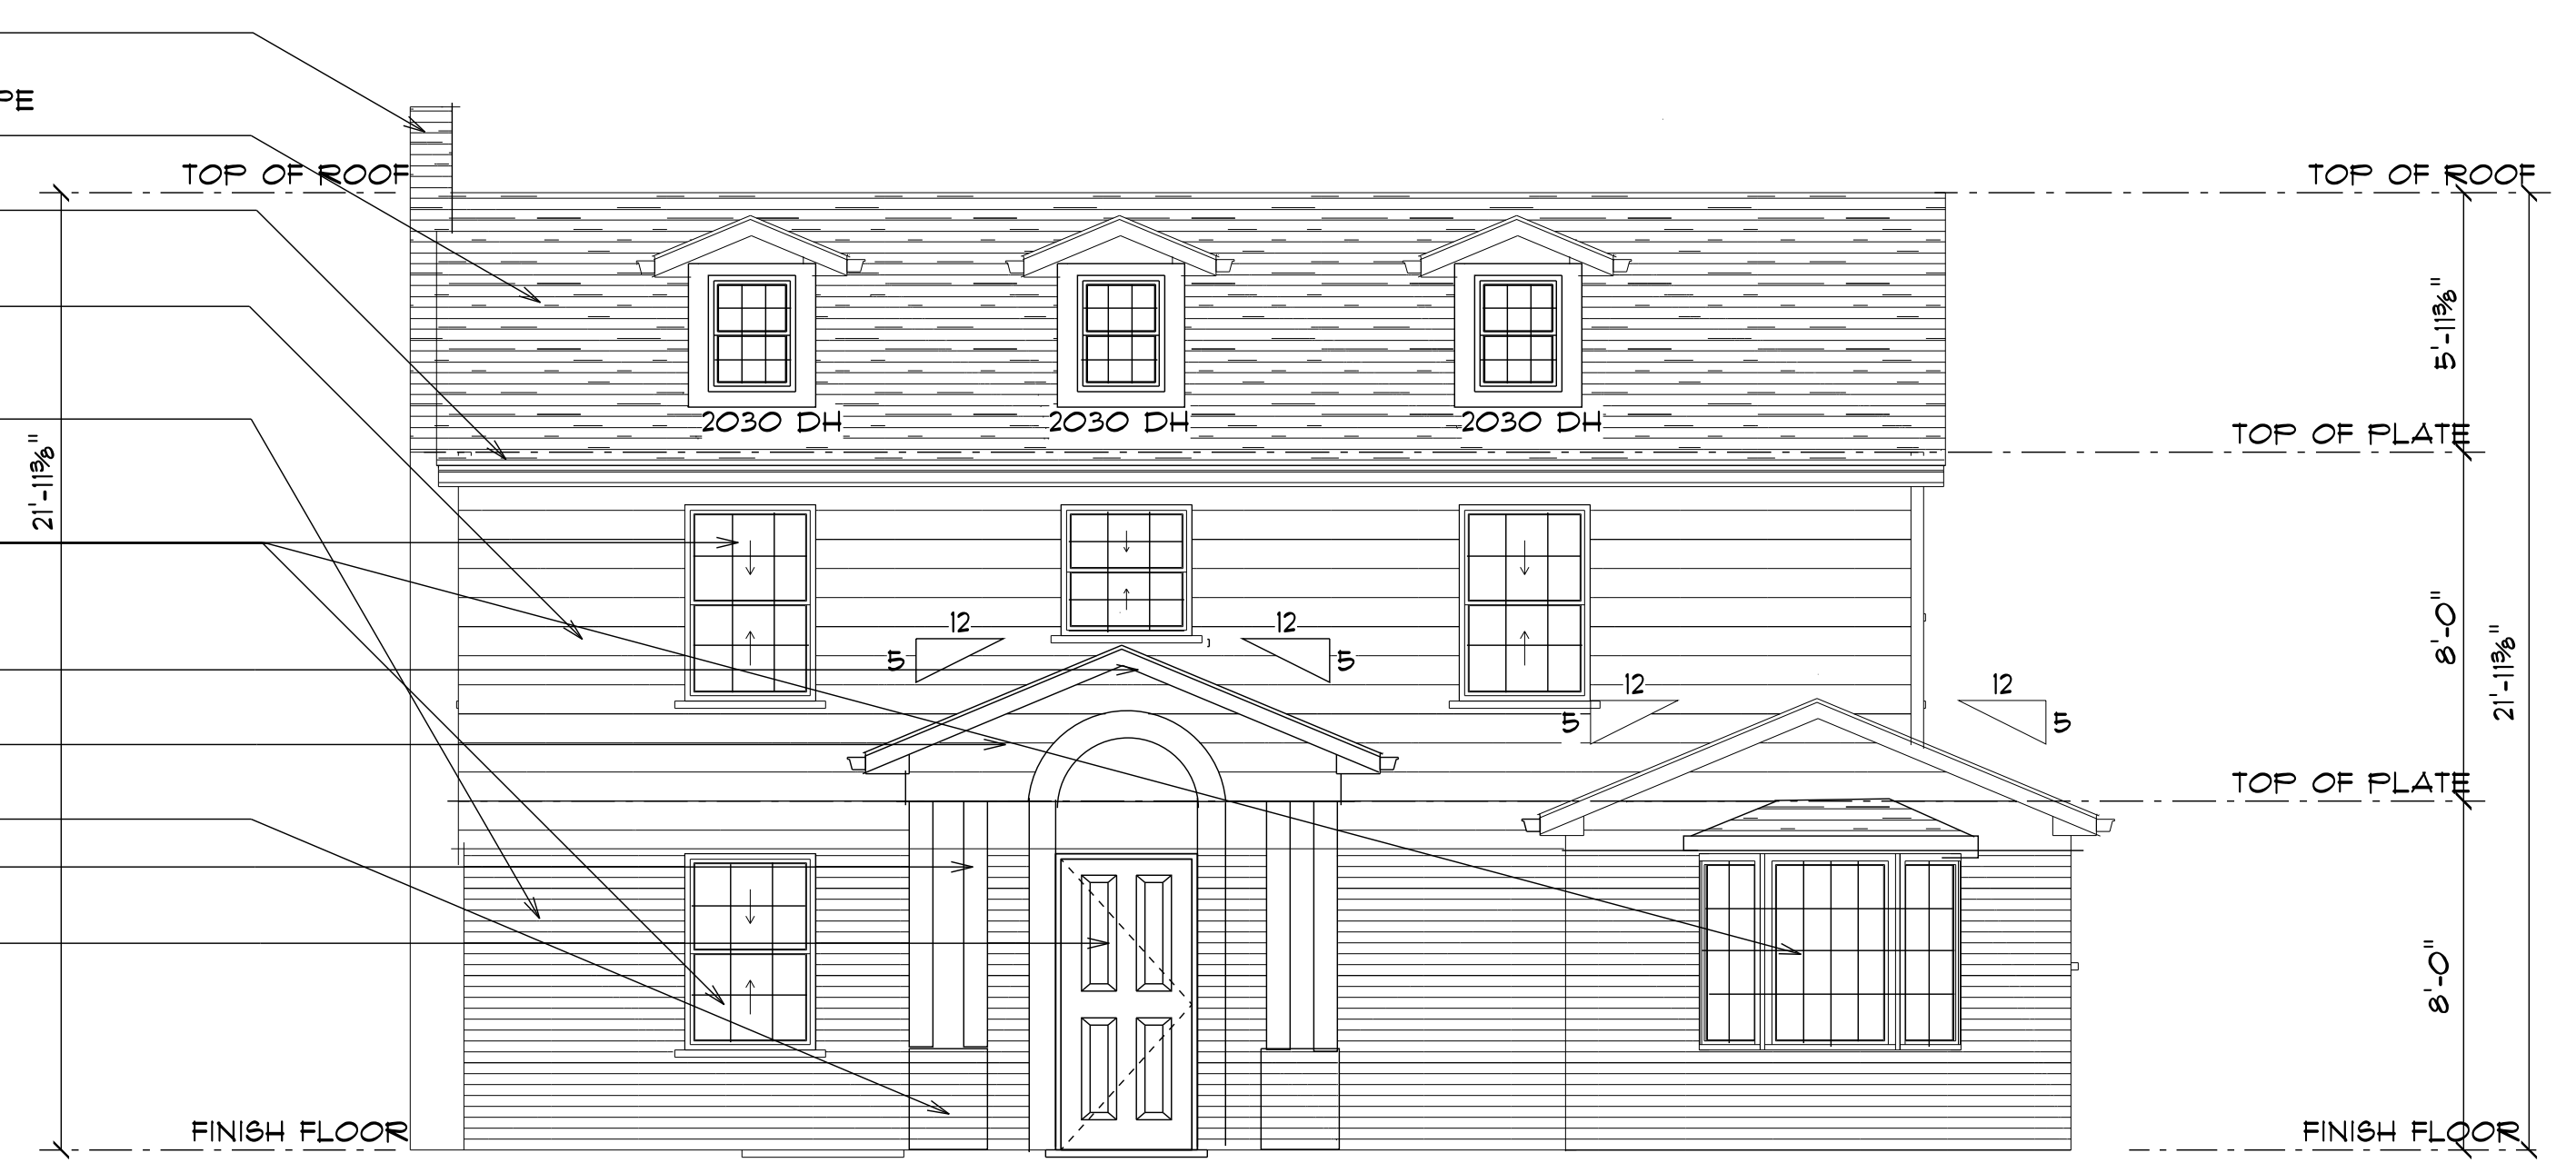 PE
TOP OF ROOF
TOP OF ROOF
5'-11⅜"
2030 DH 2030 DH 2030 DH
TOP OF PLATE
21'-11⅜"
12 12
5 5
8'-0"
21'-11⅜"
12 12
5 5
TOP OF PLATE
8'-0"
FINISH FLOOR
FINISH FLOOR